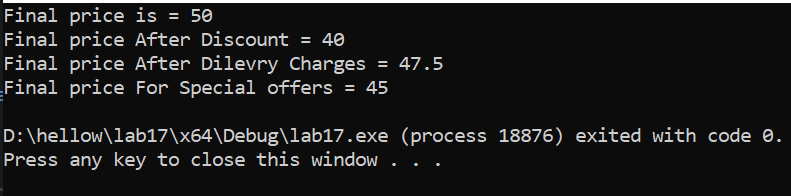 Final price is = 50
Final price After Discount = 40
Final price After Dilevry Charges = 47.5
Final price For Special offers = 45
D:\hellow\lab17\x64\Debug\lab17.exe (process 18876) exited with code 0.
Press any key to close this window . . .